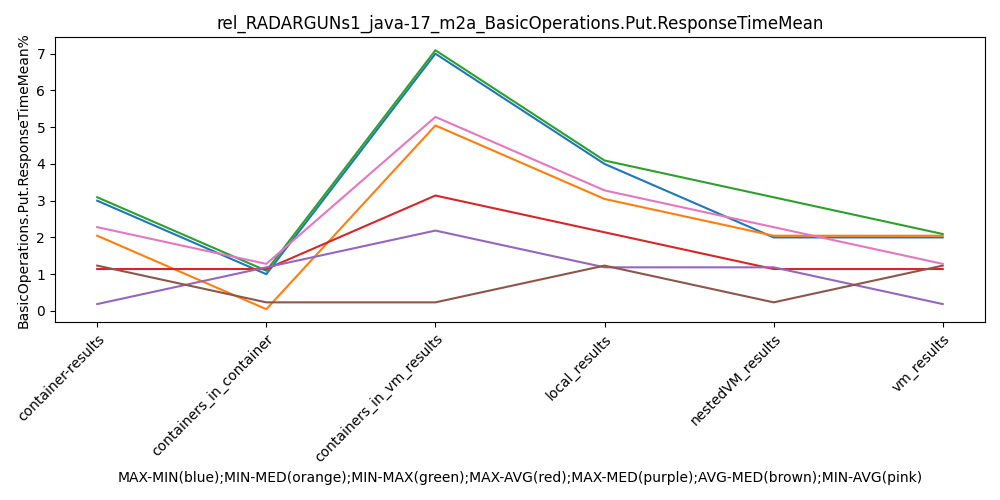 rel_RADARGUNs1_java-17_m2a_BasicOperations.Put.ResponseTimeMean
BasicOperations.Put.ResponseTimeMean%
7
6
5
4
3
2
1
0
container-results
containers_in_container
containers_in_vm_results
local_results
nestedVM_results
vm_results
MAX-MIN(blue);MIN-MED(orange);MIN-MAX(green);MAX-AVG(red);MAX-MED(purple);AVG-MED(brown);MIN-AVG(pink)